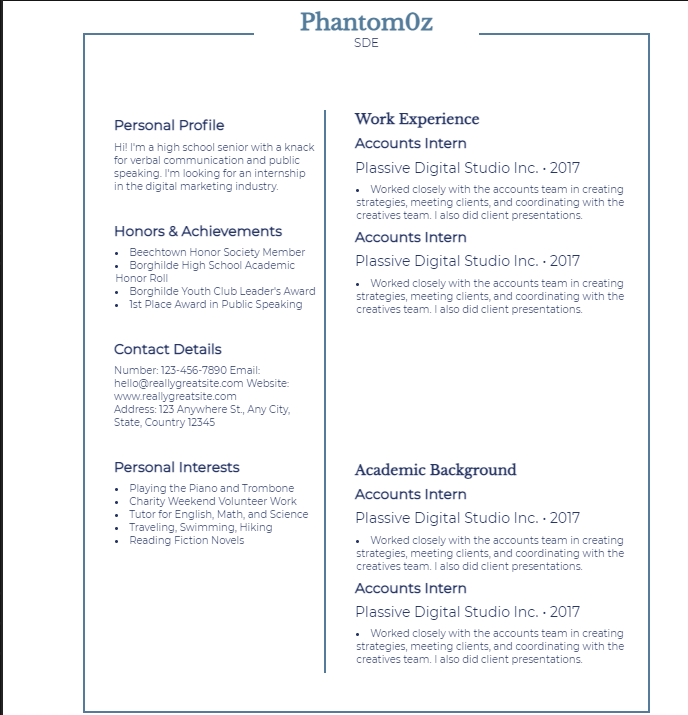 Phantom0z
SDE
Personal Profile
Hi! I'm a high school senior with a knack
for verbal communication and public
speaking. I'm looking for an internship
in the digital marketing industry.
Honors & Achievements
• Beechtown Honor Society Member
• Borghilde High School Academic
Honor Roll
• Borghilde Youth Club Leader's Award
• 1st Place Award in Public Speaking
Contact Details
Number: 123-456-7890 Email:
hello@reallygreatsite.com Website:
www.reallygreatsite.com
Address: 123 Anywhere St., Any City,
State, Country 12345
Personal Interests
• Playing the Piano and Trombone
• Charity Weekend Volunteer Work
• Tutor for English, Math, and Science
• Traveling, Swimming, Hiking
• Reading Fiction Novels
Work Experience
Accounts Intern
Plassive Digital Studio Inc. • 2017
• Worked closely with the accounts team in creating
strategies, meeting clients, and coordinating with the
creatives team. I also did client presentations.
Accounts Intern
Plassive Digital Studio Inc. • 2017
• Worked closely with the accounts team in creating
strategies, meeting clients, and coordinating with the
creatives team. I also did client presentations.
Academic Background
Accounts Intern
Plassive Digital Studio Inc. • 2017
• Worked closely with the accounts team in creating
strategies, meeting clients, and coordinating with the
creatives team. I also did client presentations.
Accounts Intern
Plassive Digital Studio Inc. • 2017
• Worked closely with the accounts team in creating
strategies, meeting clients, and coordinating with the
creatives team. I also did client presentations.